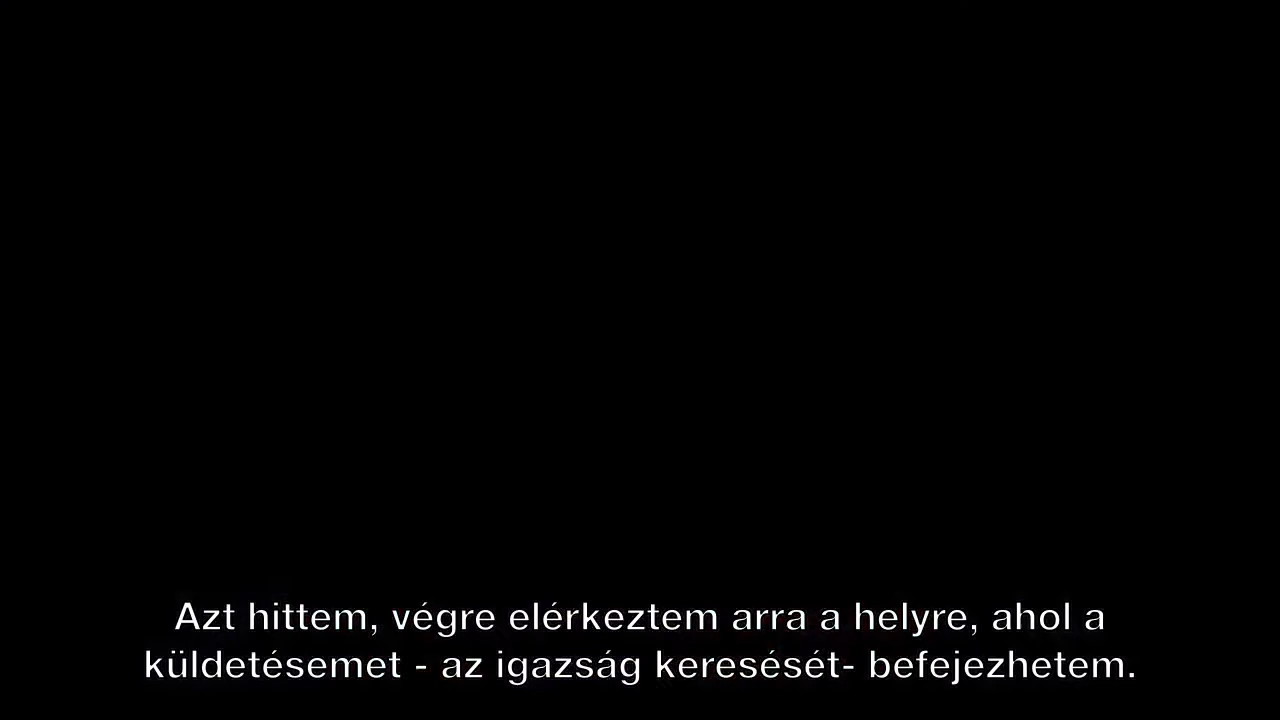 Azt hittem, végre elérkeztem arra a helyre, ahol a
küldetésemet - az igazság keresését- befejezhetem.